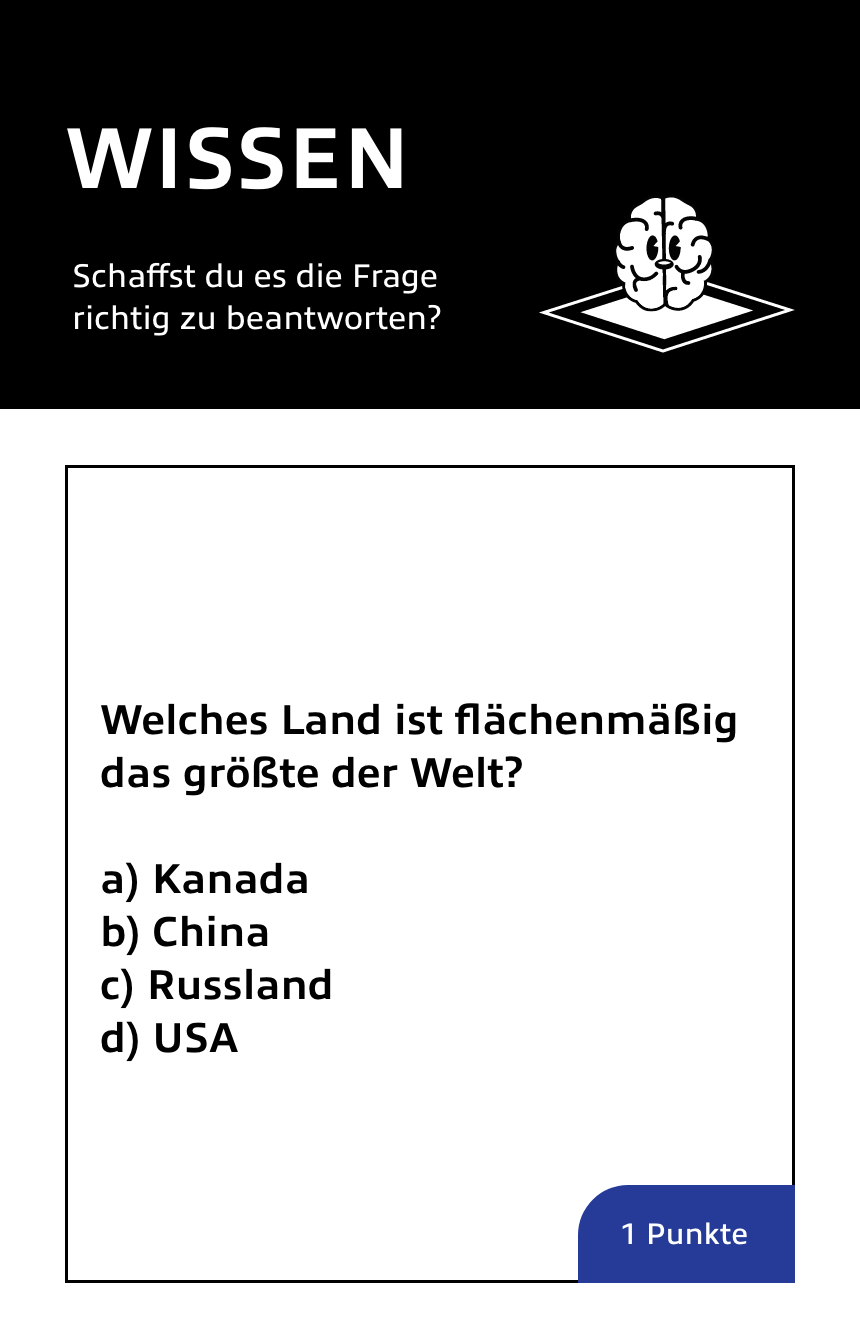 WISSEN
Schaffst du es die Frage
richtig zu beantworten?
Welches Land ist flächenmäßig
das größte der Welt?
a) Kanada
b) China
c) Russland
d) USA
1 Punkte